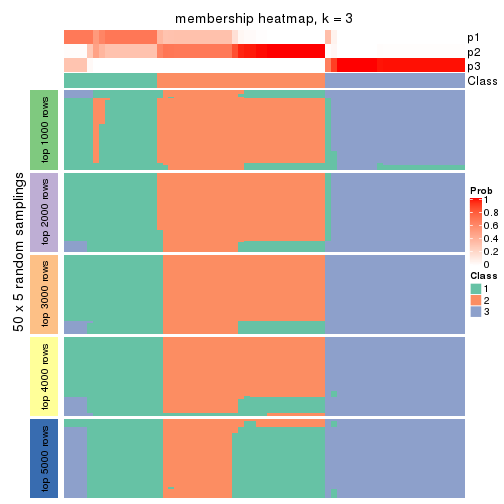 membership heatmap, k = 3
p1
p2
p3
Class
50 x 5 random samplings
top 1000 rows
top 2000 rows
top 3000 rows
top 4000 rows
top 5000 rows
Prob
1
0.8
0.6
0.4
0.2
0
Class
1
2
3